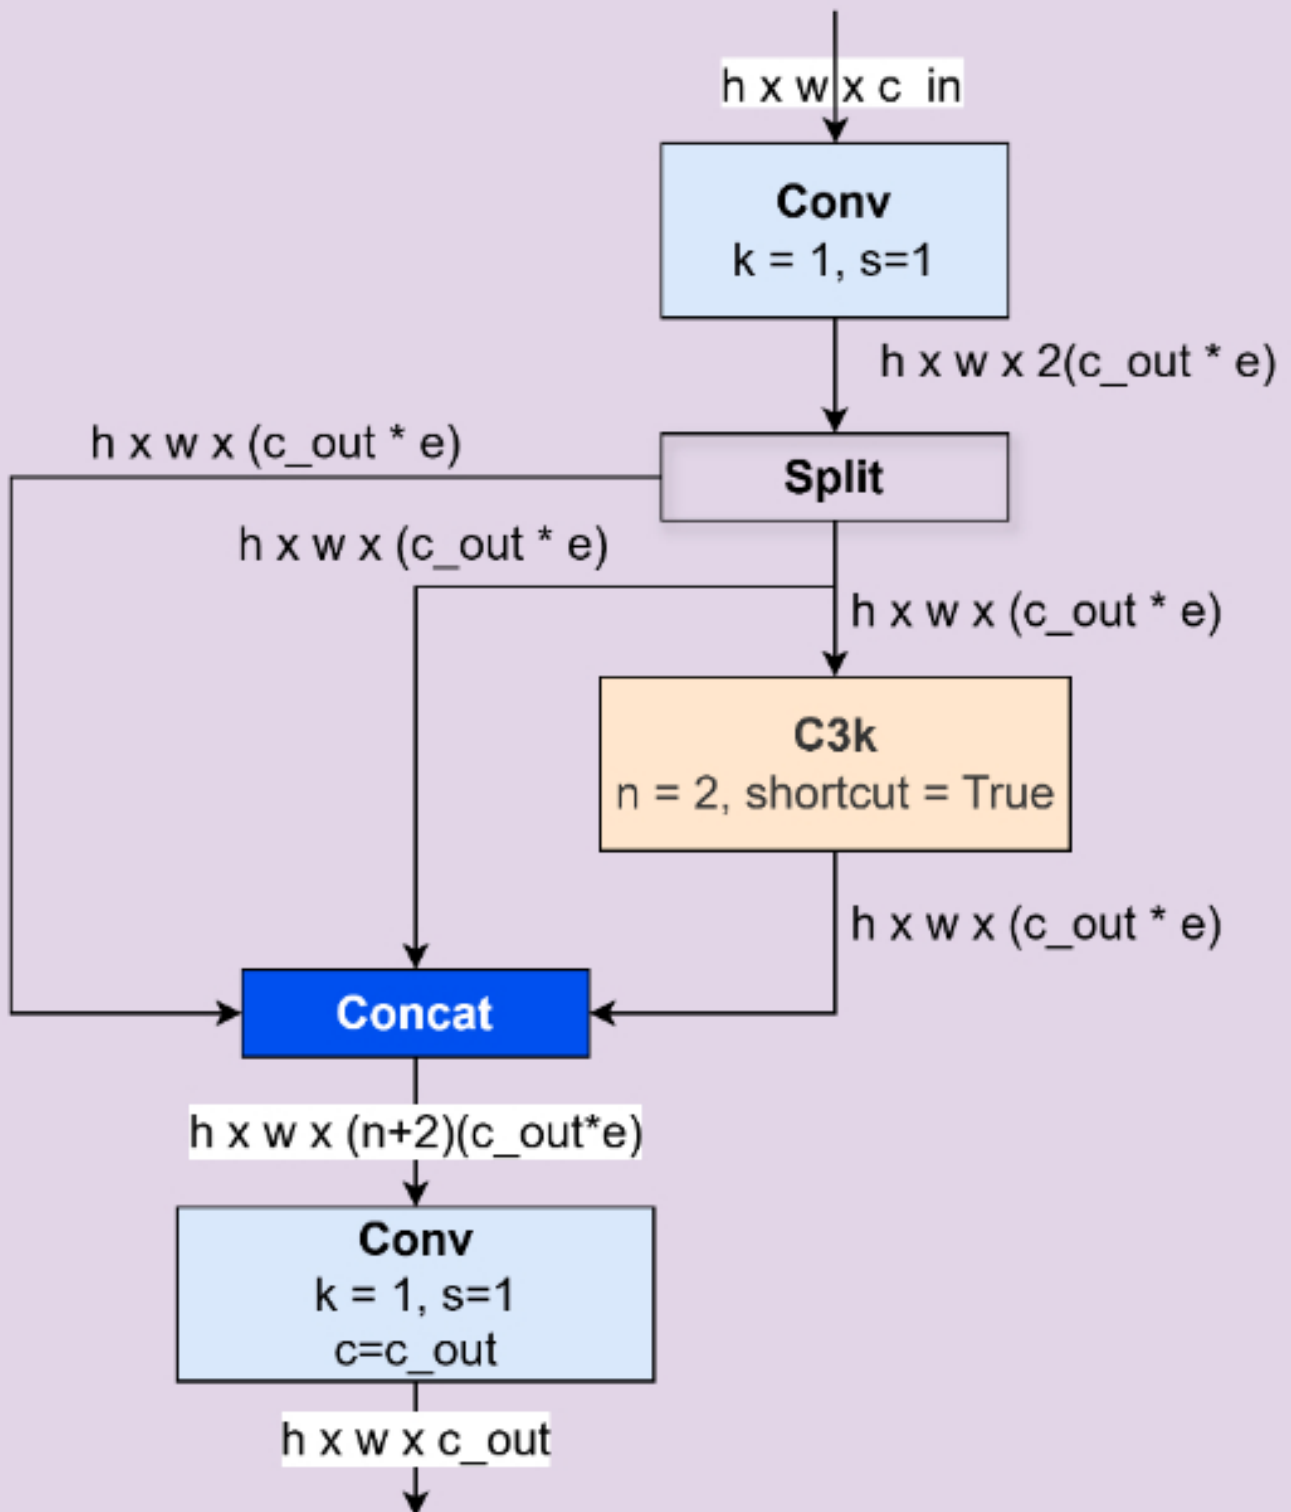 h x w x c  in
Conv
k = 1, s=1
h x w x 2(c_out * e)
h x w x (c_out * e)
Split
h x w x (c_out * e)
h x w x (c_out * e)
C3k
n = 2, shortcut = True
h x w x (c_out * e)
Concat
h x w x (n+2)(c_out*e)
Conv
k = 1, s=1
c=c_out
h x w x c_out